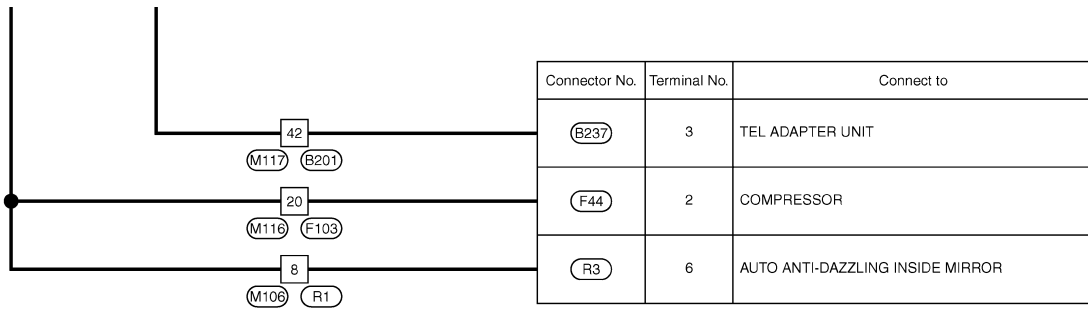 Connector No. Terminal No. Connect to
42 B237 3 TEL ADAPTER UNIT
M117 B201
20 F44 2 COMPRESSOR
M116 F103
8 R3 6 AUTO ANTI-DAZZLING INSIDE MIRROR
M106 R1